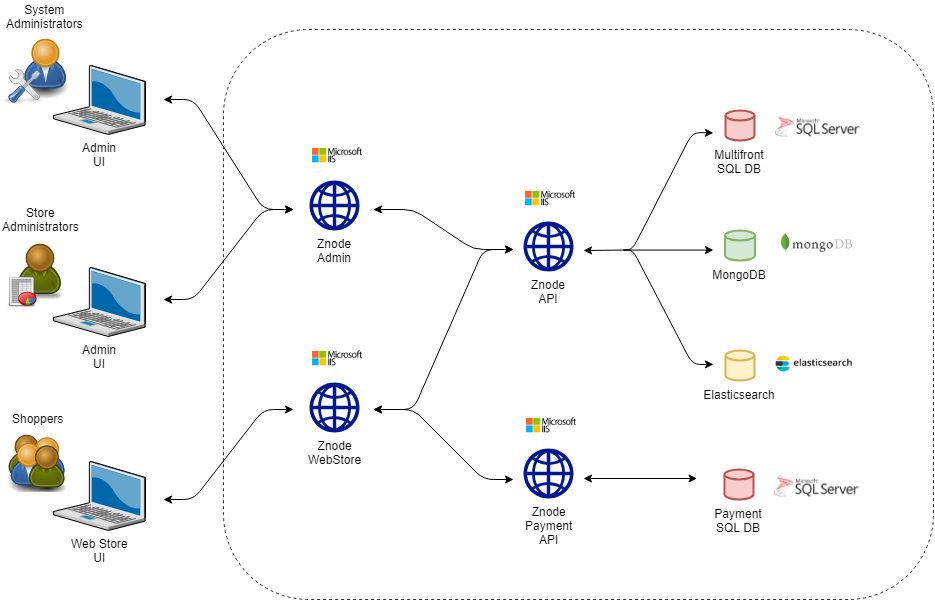 System
Administrators
Admin
UI
Store
Administrators
Admin
UI
Shoppers
Web Store
UI
Microsoft
IIS
Znode
Admin
Microsoft
IIS
Znode
WebStore
Microsoft
IIS
Znode
API
Microsoft
IIS
Znode
Payment
API
Multifront
SQL DB
Microsoft
SQL Server
MongoDB
mongoDB
Elasticsearch
elasticsearch
Payment
SQL DB
Microsoft
SQL Server